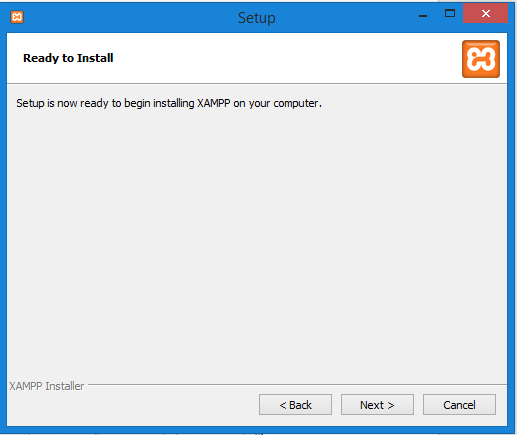 Setup
Ready to Install
Setup is now ready to begin installing XAMPP on your computer.
XAMPP Installer
< Back
Next >
Cancel